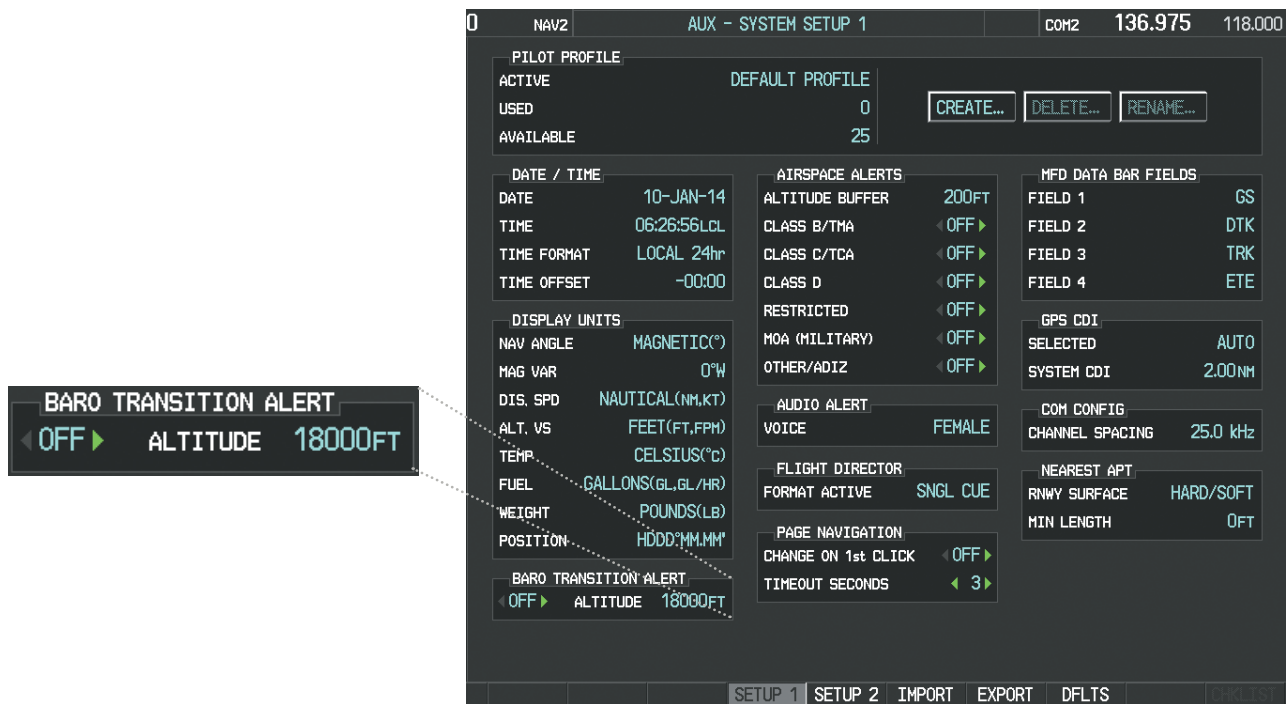 0 NAV2 AUX - SYSTEM SETUP 1 COM2 136.975 118.000
PILOT PROFILE
ACTIVE DEFAULT PROFILE
USED 0
AVAILABLE 25
CREATE... DELETE... RENAME...
DATE / TIME
DATE 10-JAN-14
TIME 06:26:56LCL
TIME FORMAT LOCAL 24hr
TIME OFFSET -00:00
DISPLAY UNITS
NAV ANGLE MAGNETIC(°)
MAG VAR 0°W
DIS, SPD NAUTICAL(NM,KT)
ALT, VS FEET(FT,FPM)
TEMP CELSIUS(°C)
FUEL GALLONS(GL,GL/HR)
WEIGHT POUNDS(LB)
POSITION HDDD°MM.MM'
BARO TRANSITION ALERT
OFF ALTITUDE 18000FT
AIRSPACE ALERTS
ALTITUDE BUFFER 200FT
CLASS B/TMA OFF
CLASS C/TCA OFF
CLASS D OFF
RESTRICTED OFF
MOA (MILITARY) OFF
OTHER/ADIZ OFF
AUDIO ALERT
VOICE FEMALE
FLIGHT DIRECTOR
FORMAT ACTIVE SNGL CUE
PAGE NAVIGATION
CHANGE ON 1st CLICK OFF
TIMEOUT SECONDS 3
MFD DATA BAR FIELDS
FIELD 1 GS
FIELD 2 DTK
FIELD 3 TRK
FIELD 4 ETE
GPS CDI
SELECTED AUTO
SYSTEM CDI 2.00NM
COM CONFIG
CHANNEL SPACING 25.0 kHz
NEAREST APT
RNWY SURFACE HARD/SOFT
MIN LENGTH 0FT
BARO TRANSITION ALERT
OFF ALTITUDE 18000FT
SETUP 1 SETUP 2 IMPORT EXPORT DFLTS CHKLIST